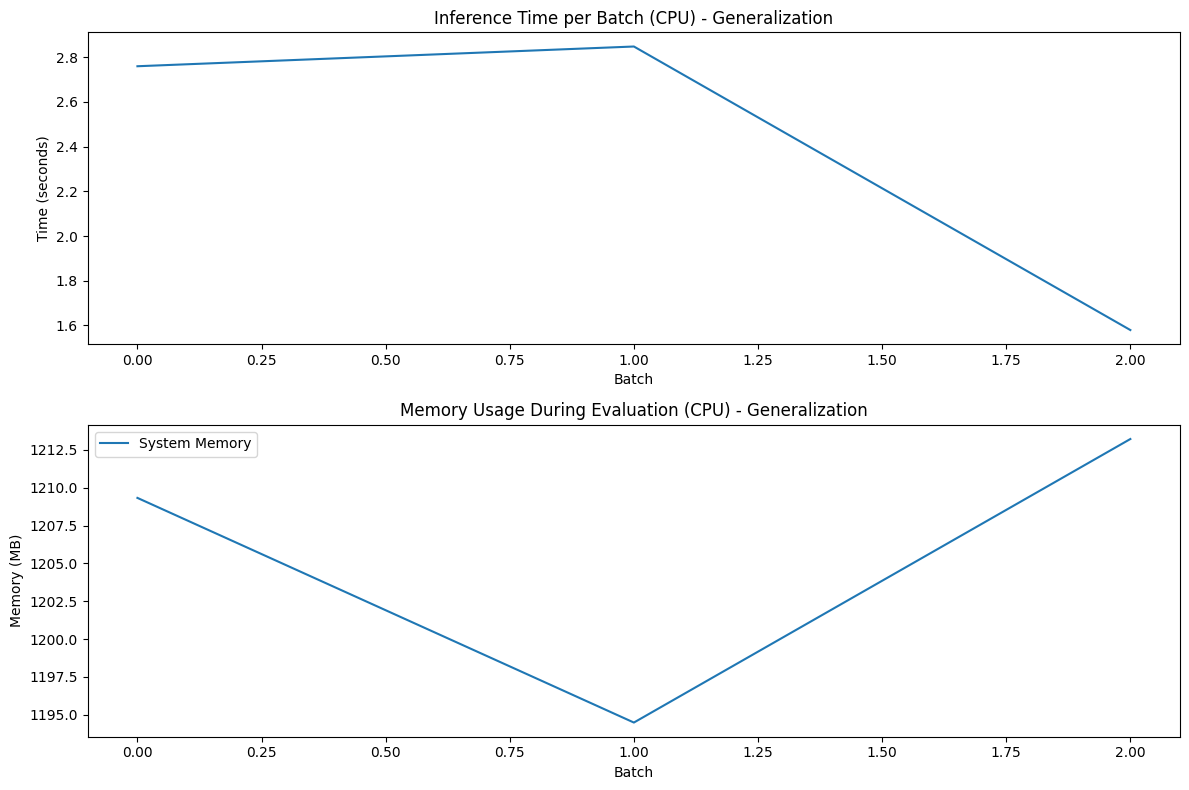 Inference Time per Batch (CPU) - Generalization
2.8
2.6
2.4
2.2
2.0
1.8
1.6
Time (seconds)
0.00 0.25 0.50 0.75 1.00 1.25 1.50 1.75 2.00
Batch
Memory Usage During Evaluation (CPU) - Generalization
System Memory
1212.5
1210.0
1207.5
1205.0
1202.5
1200.0
1197.5
1195.0
Memory (MB)
0.00 0.25 0.50 0.75 1.00 1.25 1.50 1.75 2.00
Batch